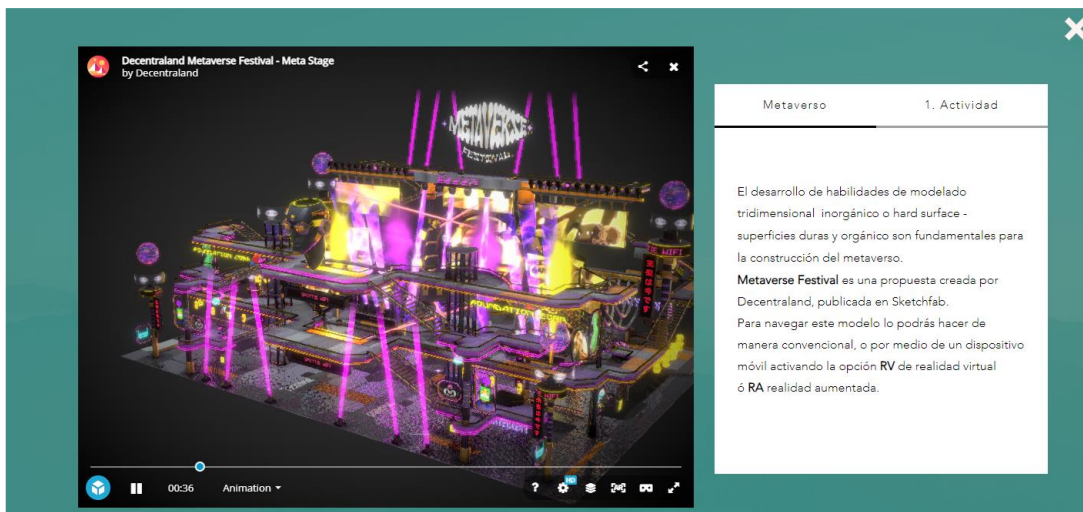 Decentraland Metaverse Festival - Meta Stage
by Decentraland
METAVERSE
FESTIVAL
Metaverso
1. Actividad
El desarrollo de habilidades de modelado
tridimensional inorgánico o hard surface -
superficies duras y orgánico son fundamentales para
la construcción del metaverso.
Metaverse Festival es una propuesta creada por
Decentraland, publicada en Sketchfab.
Para navegar este modelo lo podrás hacer de
manera convencional, o por medio de un dispositivo
móvil activando la opción RV de realidad virtual
ó RA realidad aumentada.
00:36
Animation
?
HD